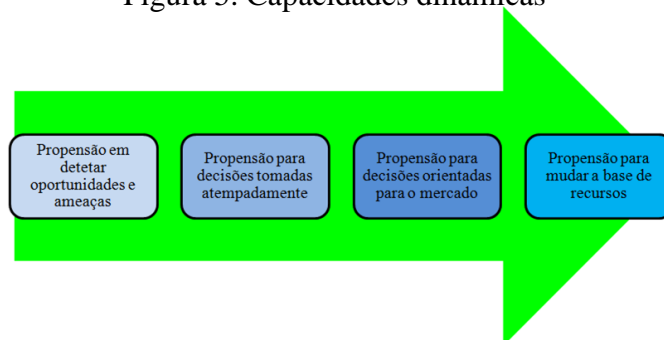 Figura 3: Capacidades dinâmicas
Propensão em
detetar
oportunidades e
ameaças
Propensão para
decisões tomadas
atempadamente
Propensão para
decisões orientadas
para o mercado
Propensão para
mudar a base de
recursos